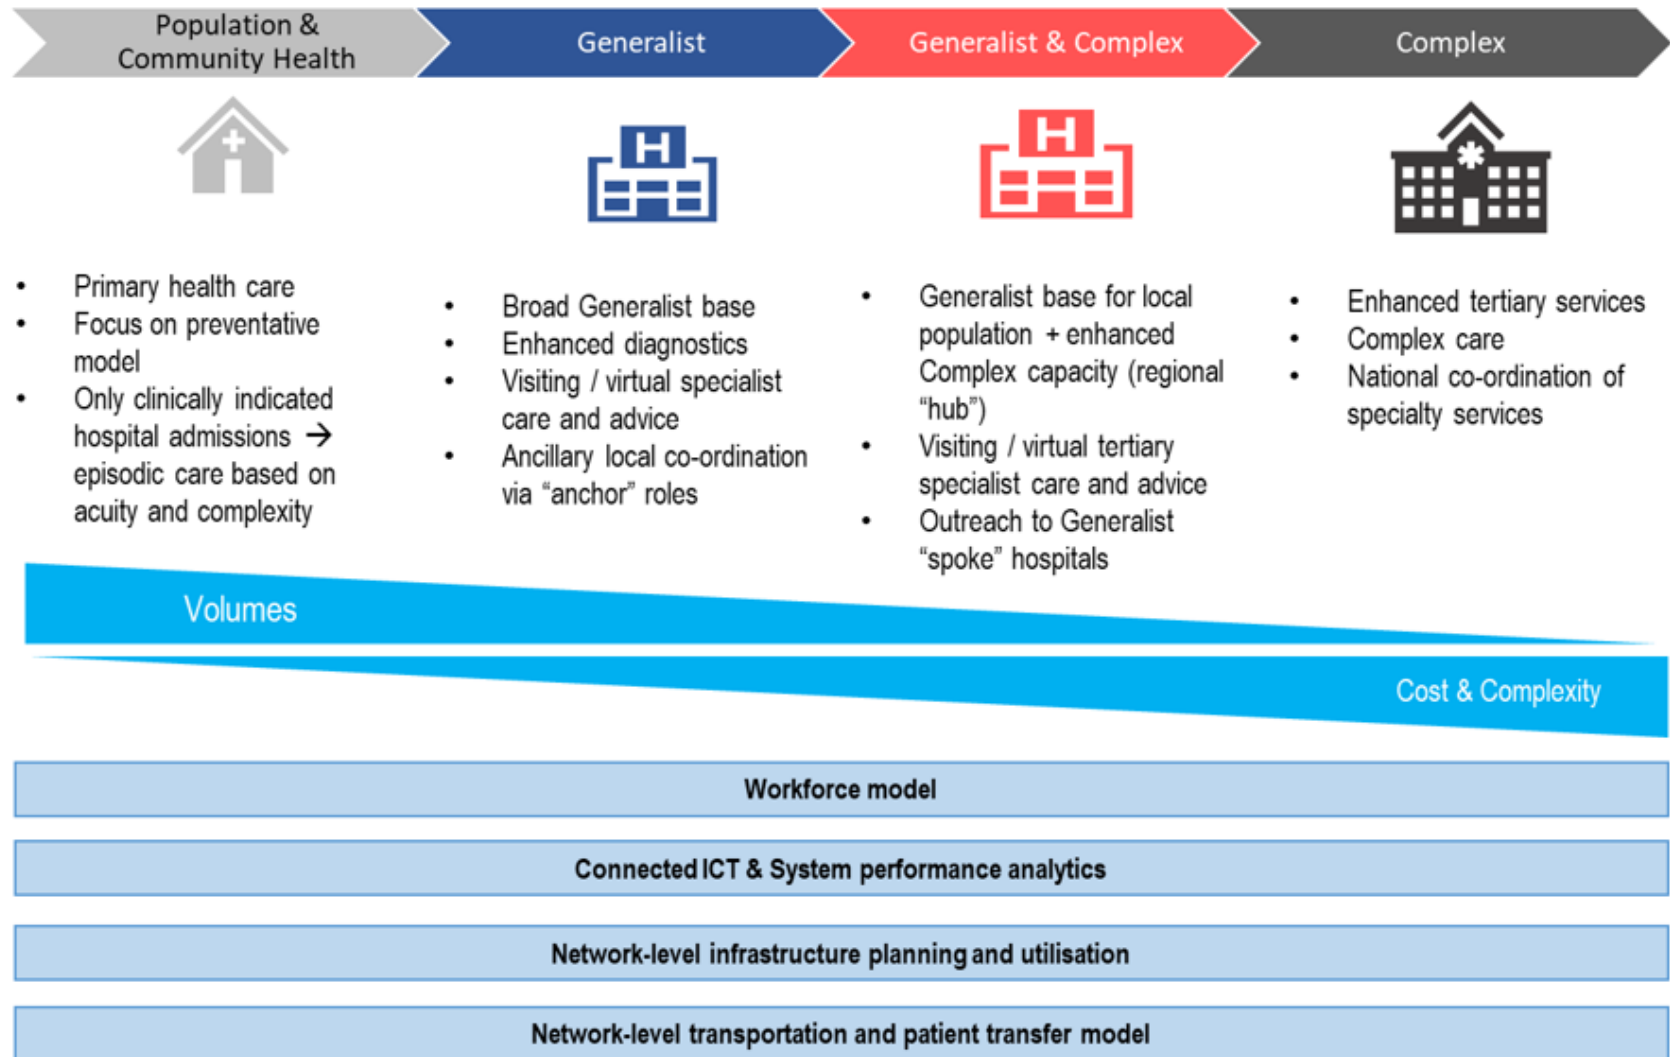 Population &
Community Health
Generalist
Generalist & Complex
Complex
H
H
• Primary health care
• Focus on preventative
model
• Only clinically indicated
hospital admissions →
episodic care based on
acuity and complexity
• Broad Generalist base
• Enhanced diagnostics
• Visiting / virtual specialist
care and advice
• Ancillary local co-ordination
via “anchor” roles
• Generalist base for local
population + enhanced
Complex capacity (regional
“hub”)
• Visiting / virtual tertiary
specialist care and advice
• Outreach to Generalist
“spoke” hospitals
• Enhanced tertiary services
• Complex care
• National co-ordination of
specialty services
Volumes
Cost & Complexity
Workforce model
Connected ICT & System performance analytics
Network-level infrastructure planning and utilisation
Network-level transportation and patient transfer model